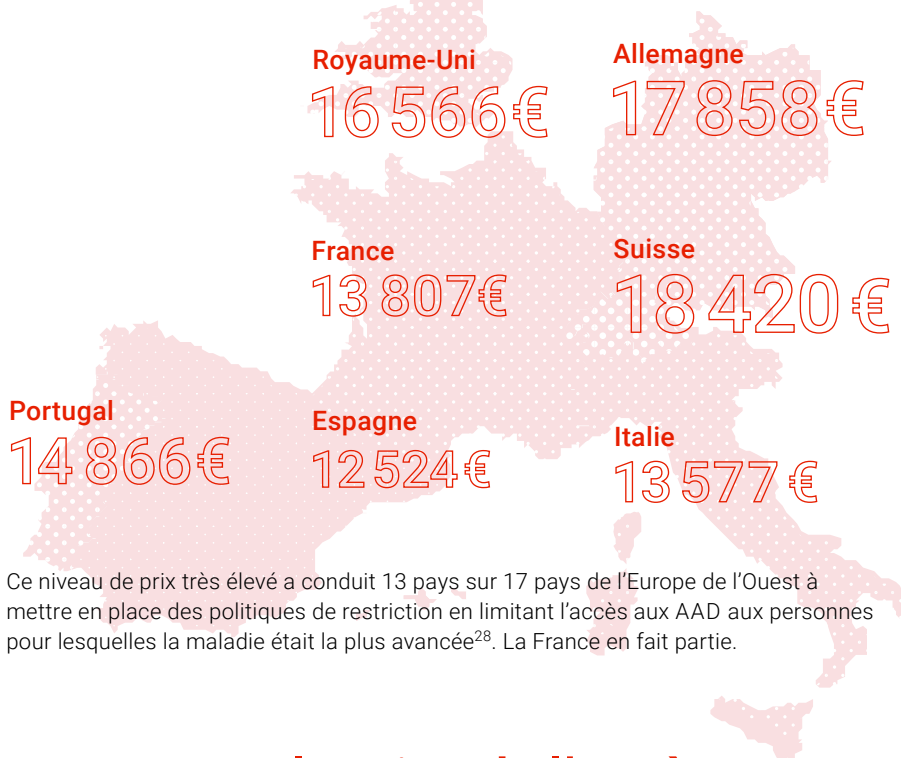 Royaume-Uni
16 566 €
Allemagne
17 858 €
France
13 807€
Suisse
18 420 €
Portugal
14 866 €
Espagne
12 524 €
Italie
13 577 €
Ce niveau de prix très élevé a conduit 13 pays sur 17 pays de l’Europe de l’Ouest à
mettre en place des politiques de restriction en limitant l’accès aux AAD aux personnes
pour lesquelles la maladie était la plus avancée28. La France en fait partie.